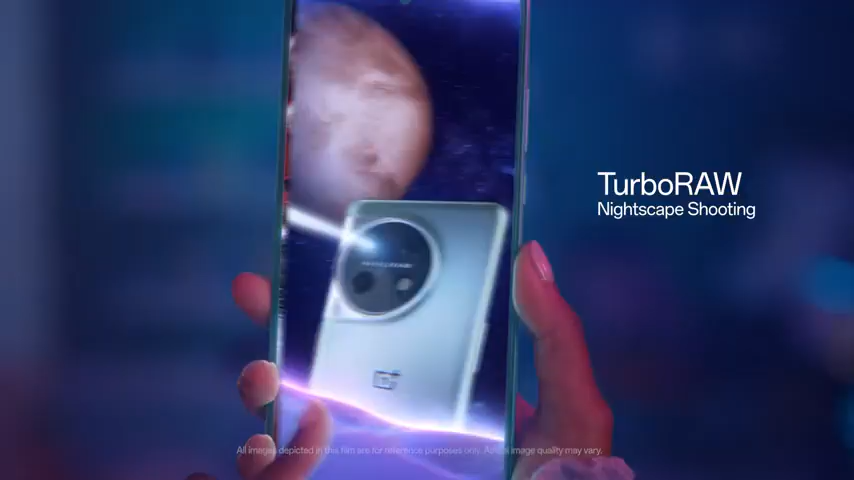 TurboRAW
Nightscape Shooting
All images depicted in this film are for reference purposes only. Actual image quality may vary.